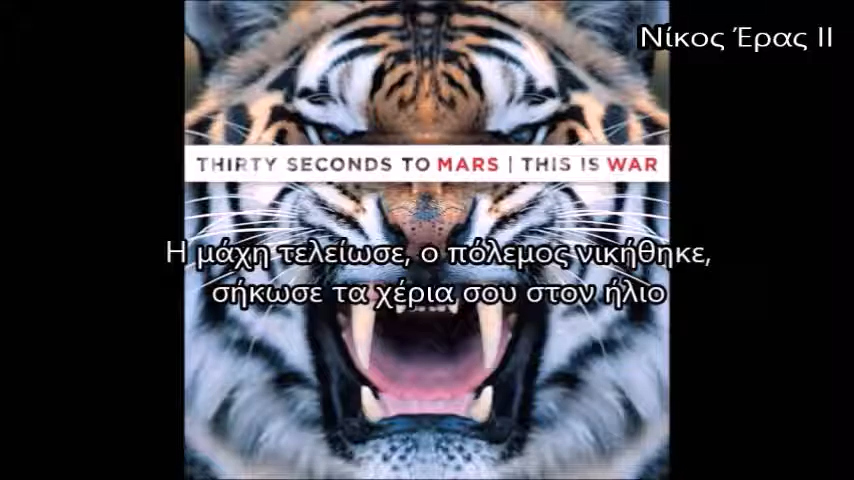 Νίκος Έρας ΙΙ
THIRTY SECONDS TO MARS | THIS IS WAR
Η μάχη τελείωσε, ο πόλεμος νικήθηκε,
σήκωσε τα χέρια σου στον ήλιο